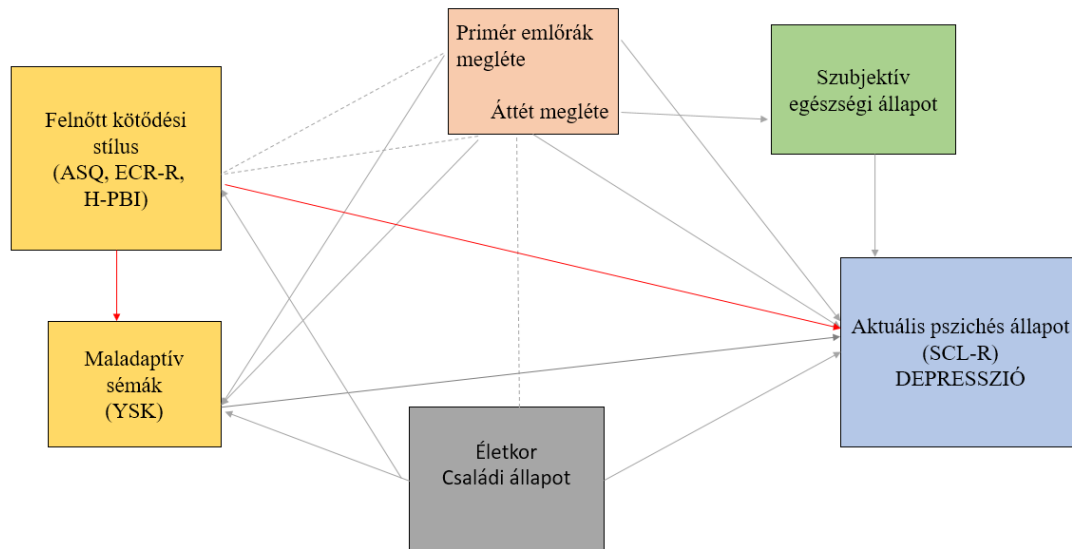 Primér emlőrák
megléte
Áttét megléte
Szubjektív
egészségi állapot
Felnőtt kötődési
stílus
(ASQ, ECR-R,
H-PBI)
Maladaptív
sémák
(YSK)
Aktuális pszichés állapot
(SCL-R)
DEPRESSZIÓ
Életkor
Családi állapot